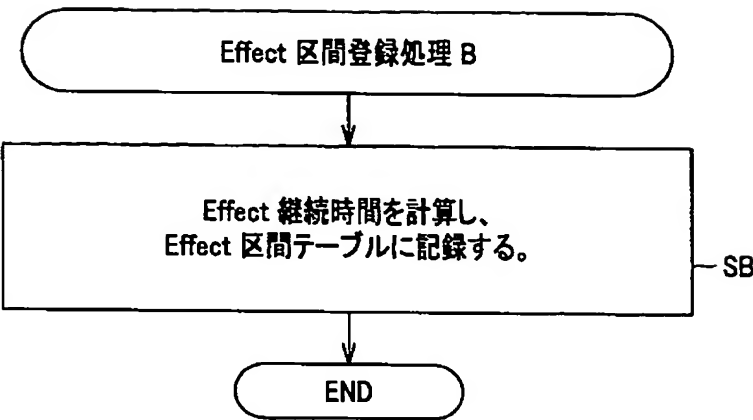 Effect 区間登録処理 B
Effect 継続時間を計算し、
Effect 区間テーブルに記録する。
SB
END